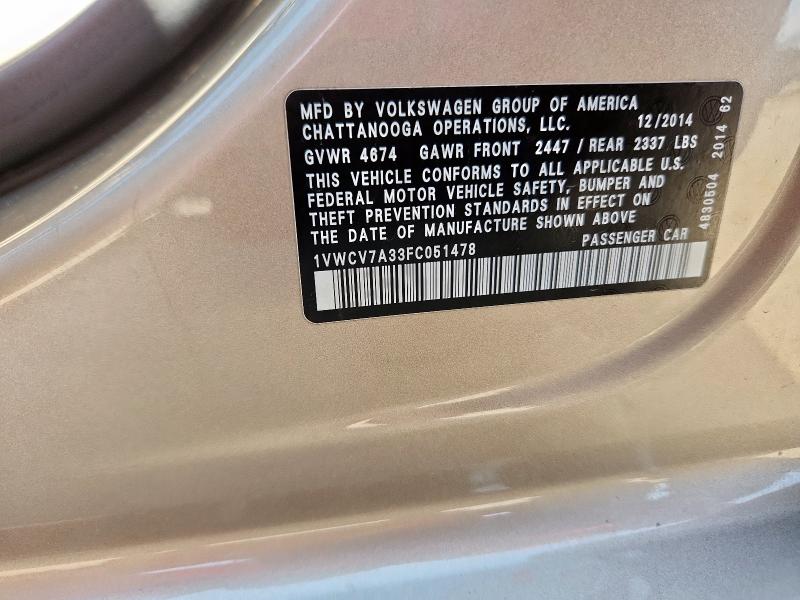 MFD BY VOLKSWAGEN GROUP OF AMERICA
CHATTANOOGA OPERATIONS, LLC. 12/2014
GVWR 4674 GAWR FRONT 2447 / REAR 2337 LBS
THIS VEHICLE CONFORMS TO ALL APPLICABLE U.S.
FEDERAL MOTOR VEHICLE SAFETY, BUMPER AND
THEFT PREVENTION STANDARDS IN EFFECT ON
THE DATE OF MANUFACTURE SHOWN ABOVE
1VWCV7A33FC051478 PASSENGER CAR
4830504 2014 62